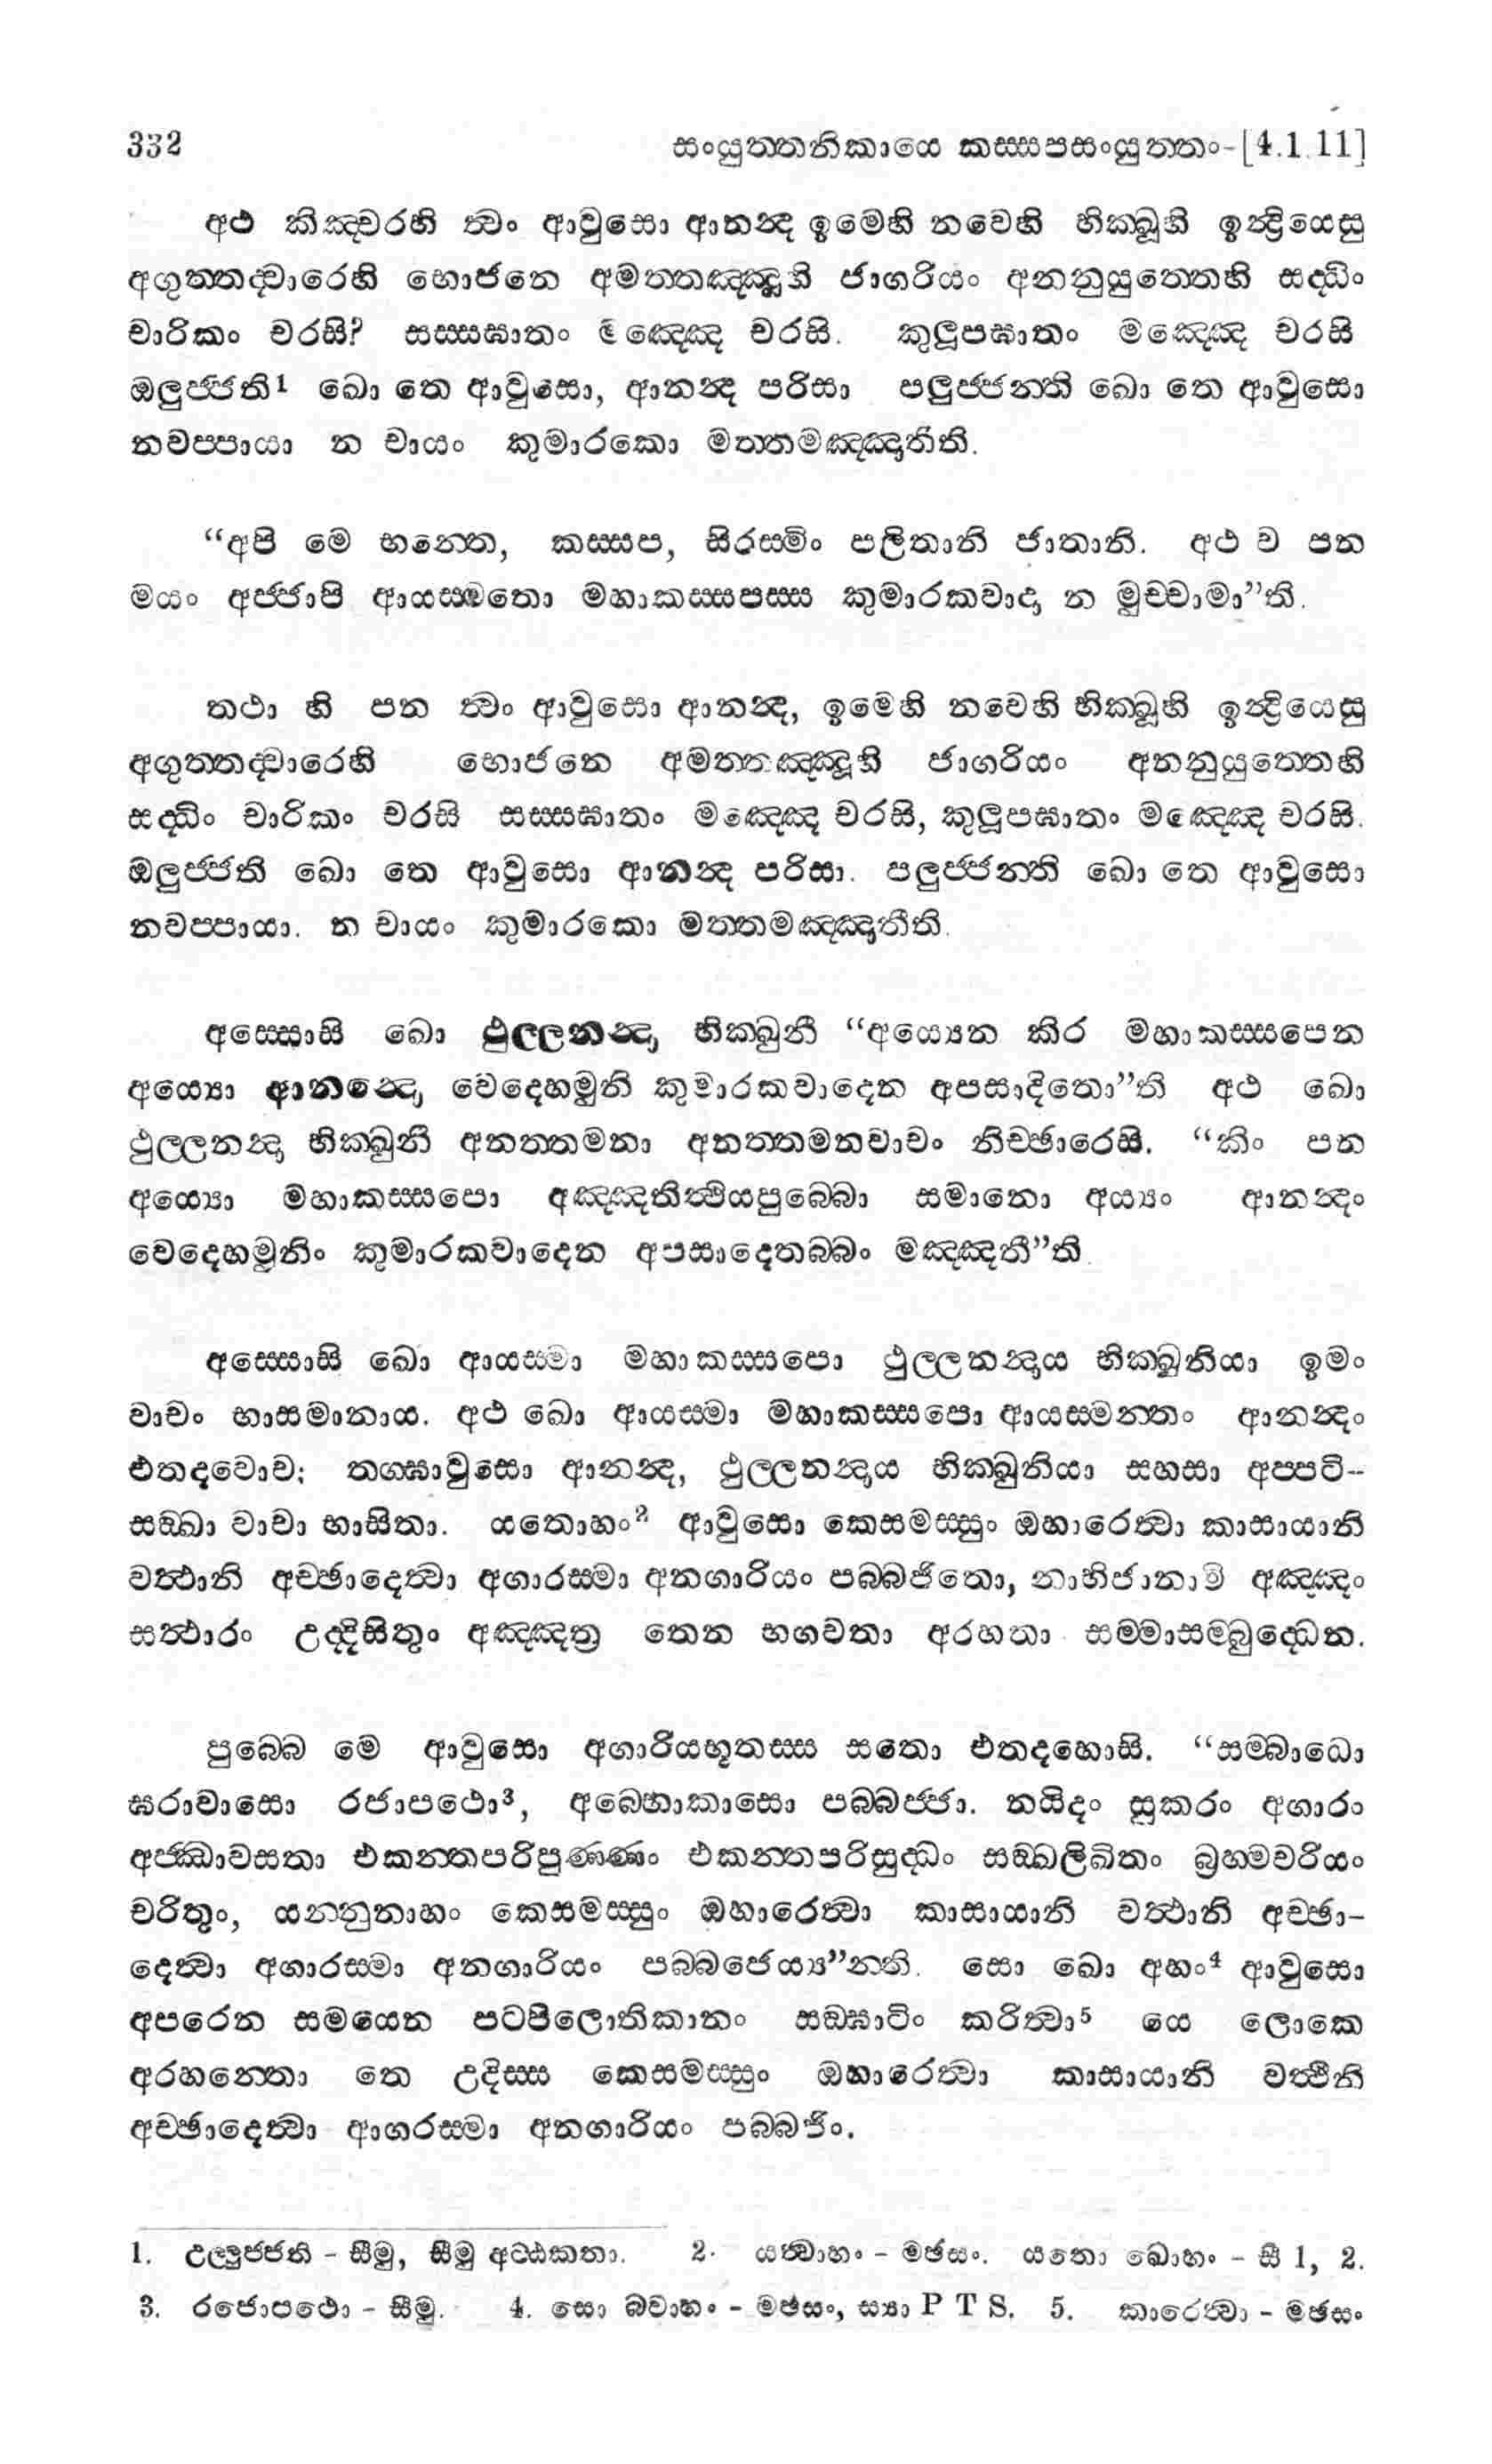 332 සංයුත්තනිකායෙ කස්සපසංයුත්තං-[4.1.11]
අථ කිඤ්චරහි ත්වං ආවුසො ආනන්ද ඉමෙහි නවෙහි භික්ඛූහි ඉන්ද්‍රියෙසු
අගුත්තද්වාරෙහි භොජනෙ අමත්තඤ්ඤූහි ජාගරියං අනනුයුත්තෙහි සද්ධිං
චාරිකං චරසි? සස්සඝාතං මඤ්ඤෙ චරසි. කුලූපඝාතං මඤ්ඤෙ චරසි
ඔලුජ්ජති¹ ඛො තෙ ආවුසො, ආනන්ද පරිසා පලුජ්ජන්ති ඛො තෙ ආවුසො
නවප්පායා න චායං කුමාරකො මත්තමඤ්ඤාතිති.
“අපි මෙ භන්තෙ, කස්සප, සිරස්මිං පලිතානි ජාතානි. අථ ච පන
මයං අජ්ජාපි ආයස්මතො මහාකස්සපස්ස කුමාරකවාදා න මුච්චාමා”ති.
තථා හි පන ත්වං ආවුසො ආනන්ද, ඉමෙහි නවෙහි භික්ඛූහි ඉන්ද්‍රියෙසු
අගුත්තද්වාරෙහි භොජනෙ අමත්තඤ්ඤූහි ජාගරියං අනනුයුත්තෙහි
සද්ධිං චාරිකං චරසි සස්සඝාතං මඤ්ඤෙ චරසි, කුලූපඝාතං මඤ්ඤෙ චරසි.
ඔලුජ්ජති ඛො තෙ ආවුසො ආනන්ද පරිසා. පලුජ්ජන්ති ඛො තෙ ආවුසො
නවප්පායා. න චායං කුමාරකො මත්තමඤ්ඤාතීති.
අස්සොසි ඛො ථුල්ලනන්දා භික්ඛුනී “අය්‍යෙන කිර මහාකස්සපෙන
අය්‍යො ආනන්දො වෙදෙහමුනි කුමාරකවාදෙන අපසාදිතො”ති අථ ඛො
ථුල්ලනන්දා භික්ඛුනී අනත්තමනා අනත්තමනවාචං නිච්ඡාරෙසි. “කිං පන
අය්‍යො මහාකස්සපො අඤ්ඤතිත්ථියපුබ්බො සමානො අය්‍යං ආනන්දං
වෙදෙහමුනිං කුමාරකවාදෙන අපසාදෙතබ්බං මඤ්ඤතී”ති.
අස්සොසි ඛො ආයස්මා මහාකස්සපො ථුල්ලනන්දාය භික්ඛුනියා ඉමං
වාචං භාසමානාය. අථ ඛො ආයස්මා මහාකස්සපො ආයස්මන්තං ආනන්දං
එතදවොච; තග්ඝාවුසො ආනන්ද, ථුල්ලනන්දාය භික්ඛුනියා සහසා අප්පටි-
සඞ්ඛා වාචා භාසිතා. යතොහං² ආවුසො කෙසමස්සුං ඔහාරෙත්වා කාසායානි
වත්ථානි අච්ඡාදෙත්වා අගාරස්මා අනගාරියං පබ්බජිතො, නාභිජානාමි අඤ්ඤං
සත්ථාරං උද්දිසිතුං අඤ්ඤත්‍ර තෙන භගවතා අරහතා සම්මාසම්බුද්ධෙන.
පුබ්බෙ මෙ ආවුසො අගාරියභූතස්ස සතො එතදහොසි. “සම්බාධො
ඝරාවාසො රජාපථො³, අබ්භොකාසො පබ්බජ්ජා. නයිදං සුකරං අගාරං
අජ්ඣාවසතා එකන්තපරිපුණ්ණං එකන්තපරිසුද්ධං සඞ්ඛලිඛිතං බ්‍රහ්මචරියං
චරිතුං, යන්නුනාහං කෙසමස්සුං ඔහාරෙත්වා කාසායානි වත්ථානි අච්ඡා-
දෙත්වා අගාරස්මා අනගාරියං පබ්බජෙය්‍ය”න්ති. සො ඛො අහං⁴ ආවුසො
අපරෙන සමයෙන පටපිලොතිකානං සඞ්ඝාටිං කරිත්වා⁵ යෙ ලොකෙ
අරහන්තො තෙ උදිස්ස කෙසමස්සුං ඔහාරෙත්වා කාසායානි වත්ථීනි
අච්ඡාදෙත්වා ආගරස්මා අනගාරියං පබ්බජිං.
1. උල්ලුජ්ජති - සීමු, සීමු අට්ඨකතා. 2. යත්වාහං - මඡසං. යතො ඛොහං - සී 1, 2.
3. රජොපථො - සීමු. 4. සො ඛ්වාහං - මඡසං, ස්‍යා P T S. 5. කාරෙත්වා - මඡසං